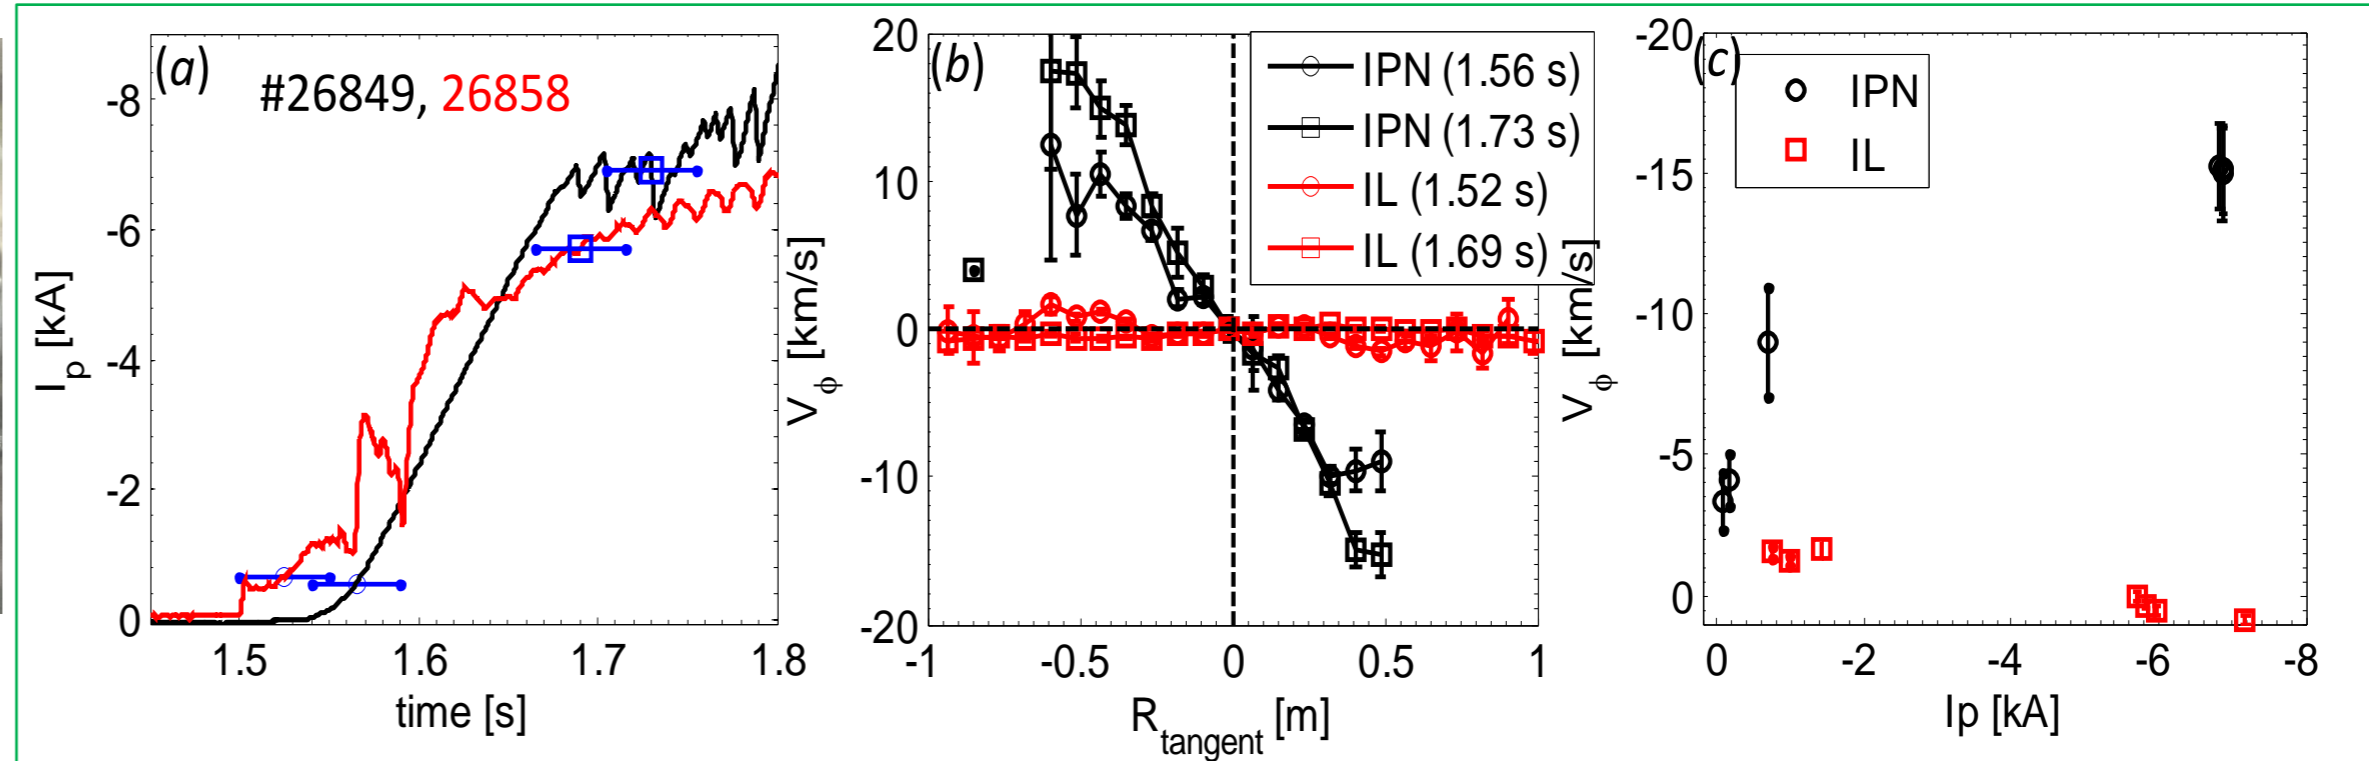 (a)
#26849, 26858
-8
-6
-4
-2
0
I_p [kA]
1.5 1.6 1.7 1.8
time [s]
(b)
20
10
0
-10
-20
V_ϕ [km/s]
IPN (1.56 s)
IPN (1.73 s)
IL (1.52 s)
IL (1.69 s)
-1 -0.5 0 0.5 1
R_tangent [m]
(c)
-20
-15
-10
-5
0
V_ϕ [km/s]
IPN
IL
0 -2 -4 -6 -8
Ip [kA]